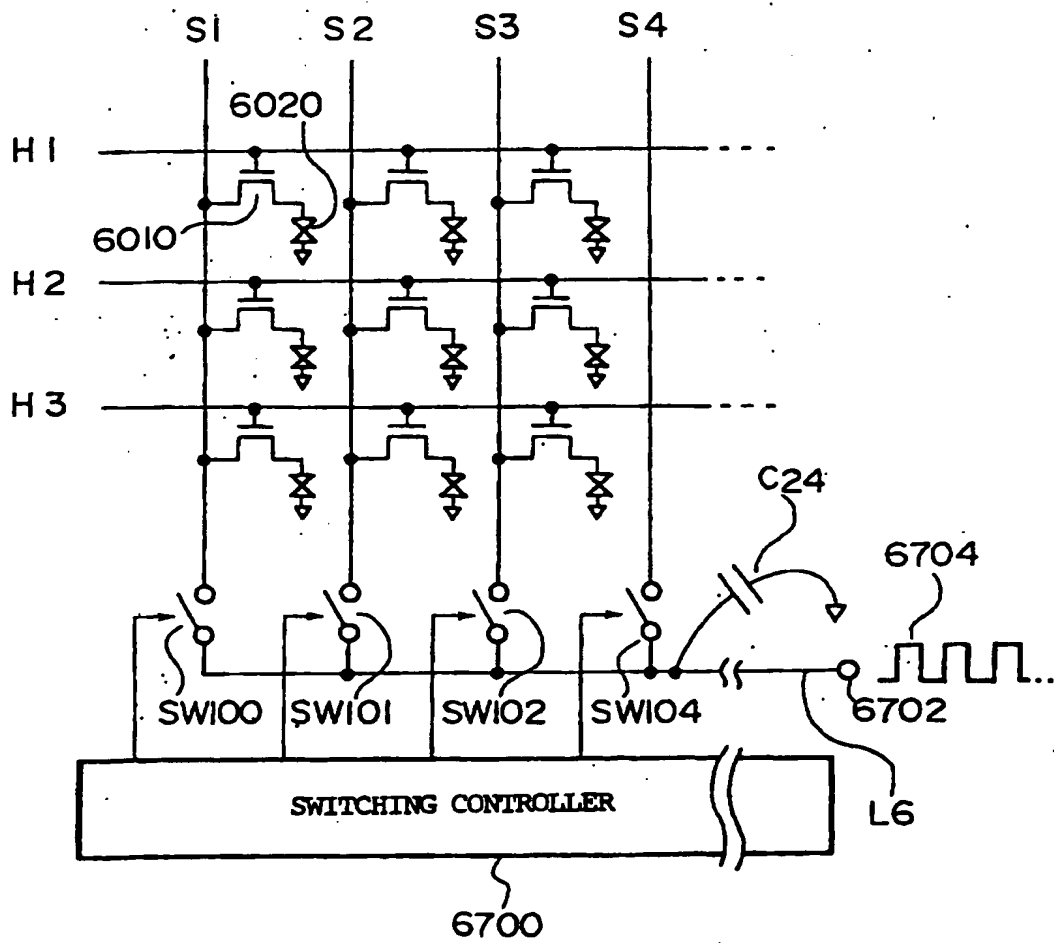 S1 S2 S3 S4
6020
H1
6010
H2
H3
C24
6704
SW100 SW101 SW102 SW104 6702
L6
SWITCHING CONTROLLER
6700